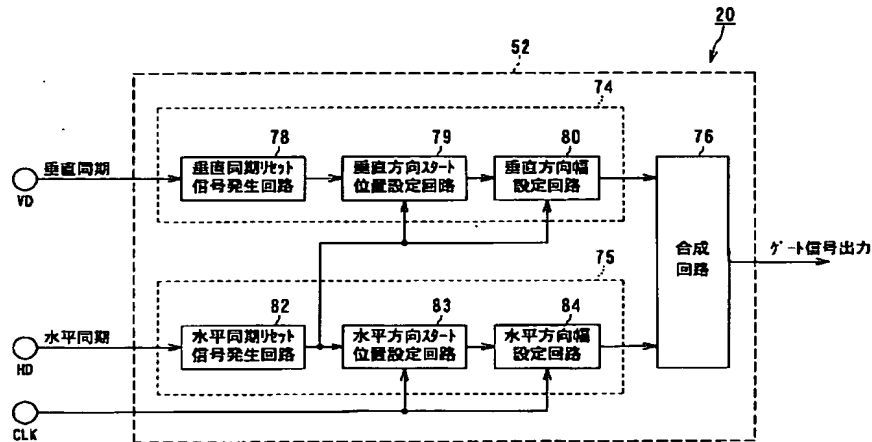 20
52
74
78
79
80
76
垂直同期
VD
垂直同期リセット
信号発生回路
垂直方向スタート
位置設定回路
垂直方向幅
設定回路
合成
回路
ゲート信号出力
75
82
83
84
水平同期
HD
水平同期リセット
信号発生回路
水平方向スタート
位置設定回路
水平方向幅
設定回路
CLK